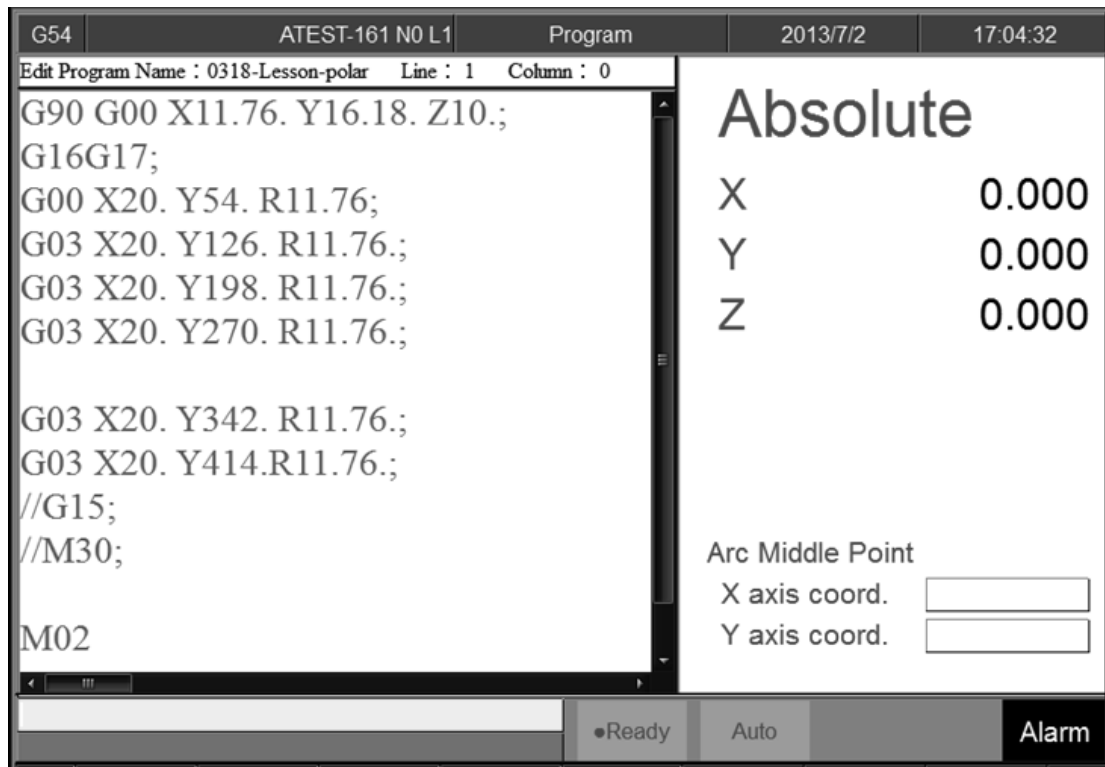 G54 ATEST-161 N0 L1 Program 2013/7/2 17:04:32
Edit Program Name：0318-Lesson-polar Line： 1 Column： 0
G90 G00 X11.76. Y16.18. Z10.;
G16G17;
G00 X20. Y54. R11.76;
G03 X20. Y126. R11.76.;
G03 X20. Y198. R11.76.;
G03 X20. Y270. R11.76.;
G03 X20. Y342. R11.76.;
G03 X20. Y414.R11.76.;
//G15;
//M30;
M02
Absolute
X 0.000
Y 0.000
Z 0.000
Arc Middle Point
X axis coord.
Y axis coord.
●Ready Auto Alarm